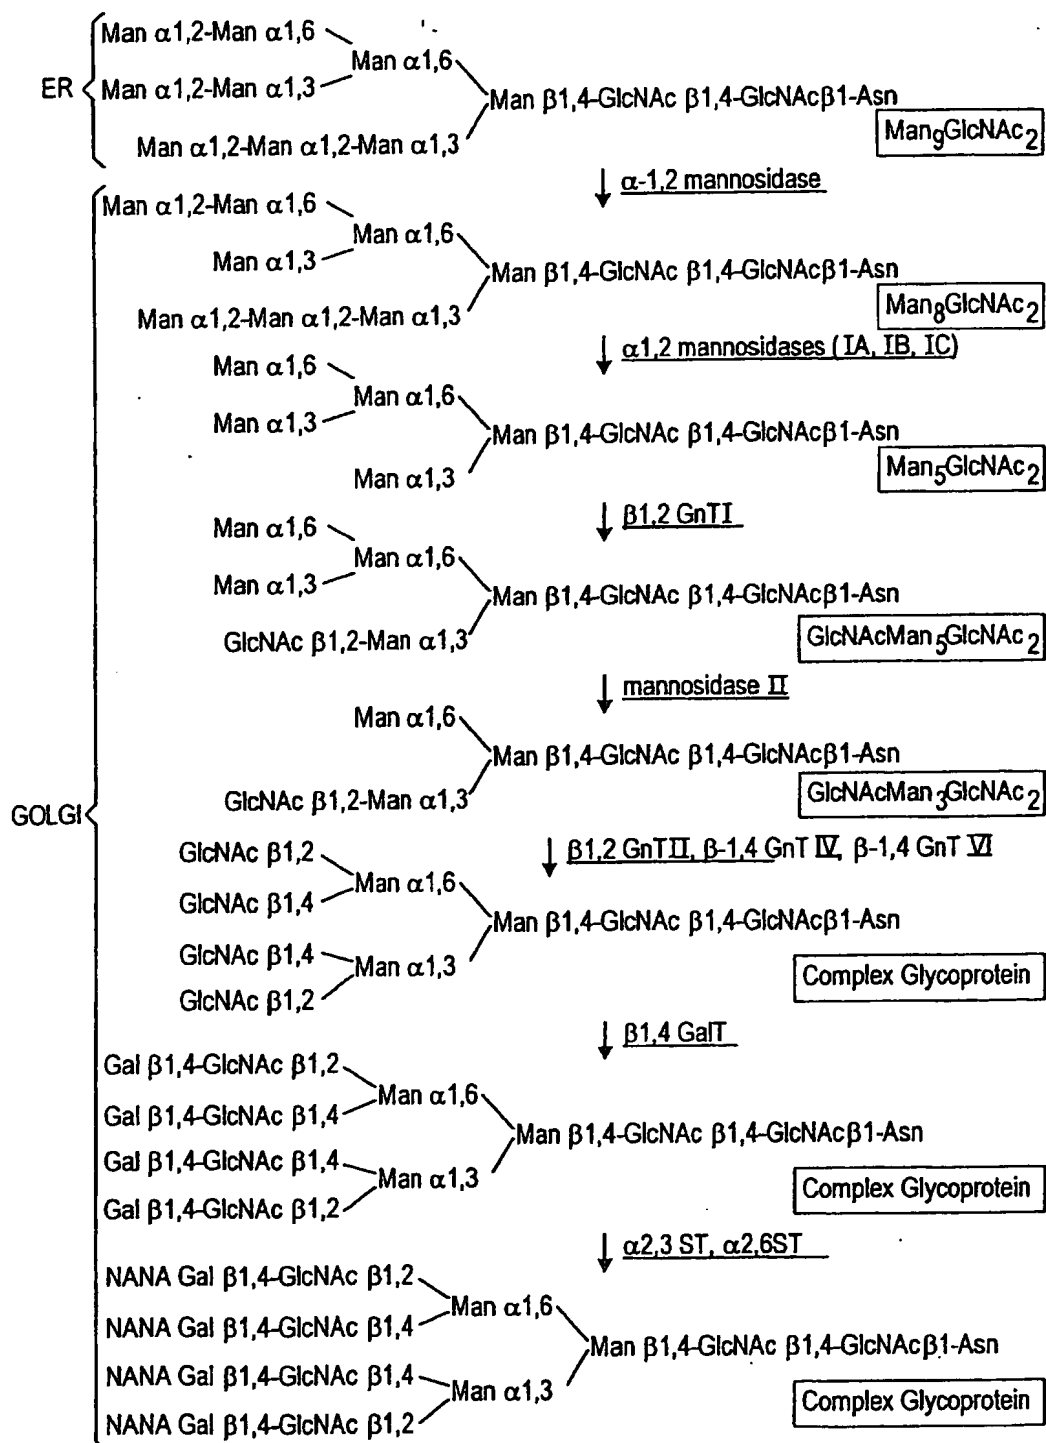 Man α1,2-Man α1,6
Man α1,6
ER
Man α1,2-Man α1,3
Man β1,4-GlcNAc β1,4-GlcNAcβ1-Asn
Man α1,2-Man α1,2-Man α1,3
Man9GlcNAc2
α-1,2 mannosidase
Man α1,2-Man α1,6
Man α1,6
Man α1,3
Man β1,4-GlcNAc β1,4-GlcNAcβ1-Asn
Man α1,2-Man α1,2-Man α1,3
Man8GlcNAc2
α1,2 mannosidases (IA, IB, IC)
Man α1,6
Man α1,6
Man α1,3
Man β1,4-GlcNAc β1,4-GlcNAcβ1-Asn
Man α1,3
Man5GlcNAc2
β1,2 GnTI
Man α1,6
Man α1,6
Man α1,3
Man β1,4-GlcNAc β1,4-GlcNAcβ1-Asn
GlcNAc β1,2-Man α1,3
GlcNAcMan5GlcNAc2
mannosidase II
Man α1,6
Man β1,4-GlcNAc β1,4-GlcNAcβ1-Asn
GlcNAc β1,2-Man α1,3
GlcNAcMan3GlcNAc2
GOLGI
β1,2 GnTII, β-1,4 GnT IV, β-1,4 GnT VI
GlcNAc β1,2
Man α1,6
GlcNAc β1,4
Man β1,4-GlcNAc β1,4-GlcNAcβ1-Asn
GlcNAc β1,4
Man α1,3
GlcNAc β1,2
Complex Glycoprotein
β1,4 GalT
Gal β1,4-GlcNAc β1,2
Man α1,6
Gal β1,4-GlcNAc β1,4
Man β1,4-GlcNAc β1,4-GlcNAcβ1-Asn
Gal β1,4-GlcNAc β1,4
Man α1,3
Gal β1,4-GlcNAc β1,2
Complex Glycoprotein
α2,3 ST, α2,6ST
NANA Gal β1,4-GlcNAc β1,2
Man α1,6
NANA Gal β1,4-GlcNAc β1,4
Man β1,4-GlcNAc β1,4-GlcNAcβ1-Asn
NANA Gal β1,4-GlcNAc β1,4
Man α1,3
NANA Gal β1,4-GlcNAc β1,2
Complex Glycoprotein